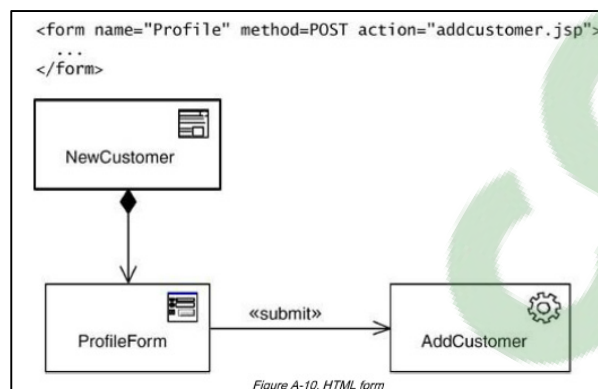 <form name="Profile" method=POST action="addcustomer.jsp">
...
</form>
NewCustomer
«submit»
ProfileForm
AddCustomer
Figure A-10. HTML form